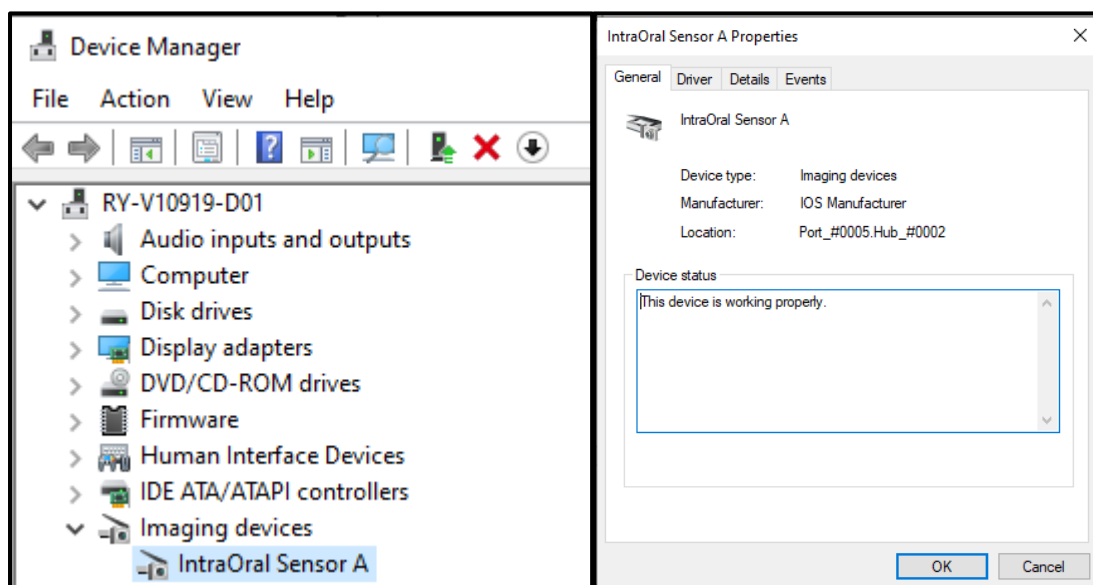 Device Manager
File Action View Help
RY-V10919-D01
Audio inputs and outputs
Computer
Disk drives
Display adapters
DVD/CD-ROM drives
Firmware
Human Interface Devices
IDE ATA/ATAPI controllers
Imaging devices
IntraOral Sensor A
IntraOral Sensor A Properties
General Driver Details Events
IntraOral Sensor A
Device type: Imaging devices
Manufacturer: IOS Manufacturer
Location: Port_#0005.Hub_#0002
Device status
This device is working properly.
OK Cancel